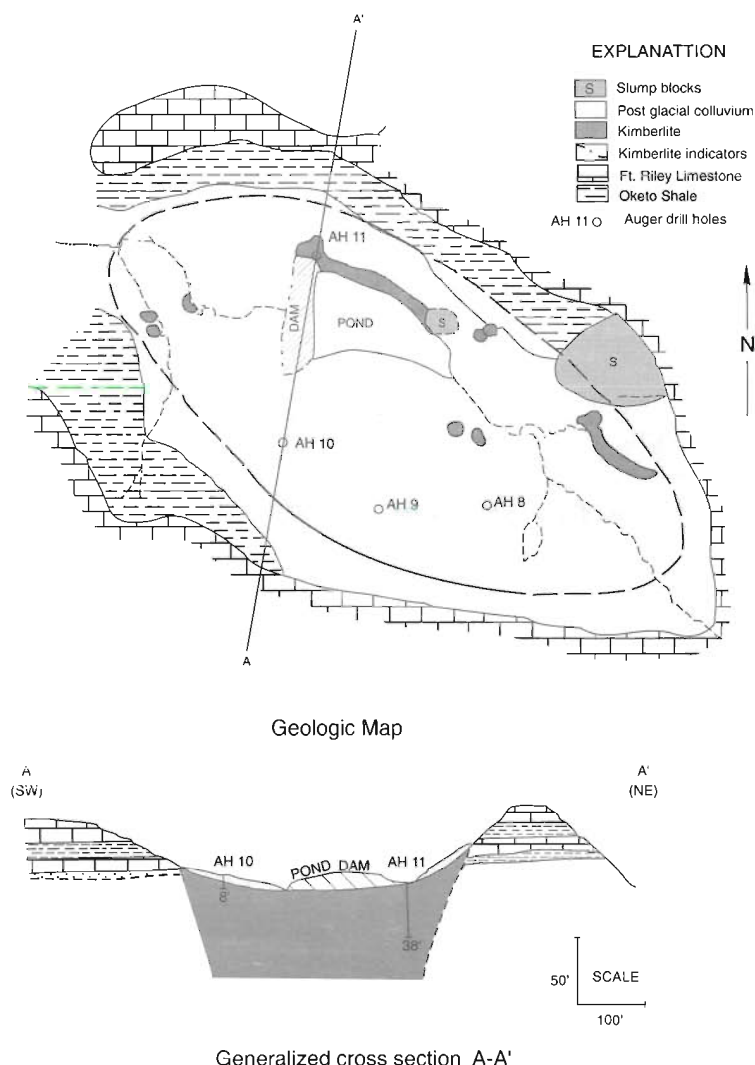 A'
EXPLANATTION
S Slump blocks
Post glacial colluvium
Kimberlite
Kimberlite indicators
Ft. Riley Limestone
Oketo Shale
AH 11 Auger drill holes
AH 11
DAM
POND
S
S
N
AH 10
AH 9
AH 8
A
Geologic Map
A
(SW)
A'
(NE)
AH 10
POND DAM
AH 11
8'
38'
50'
SCALE
100'
Generalized cross section A-A'